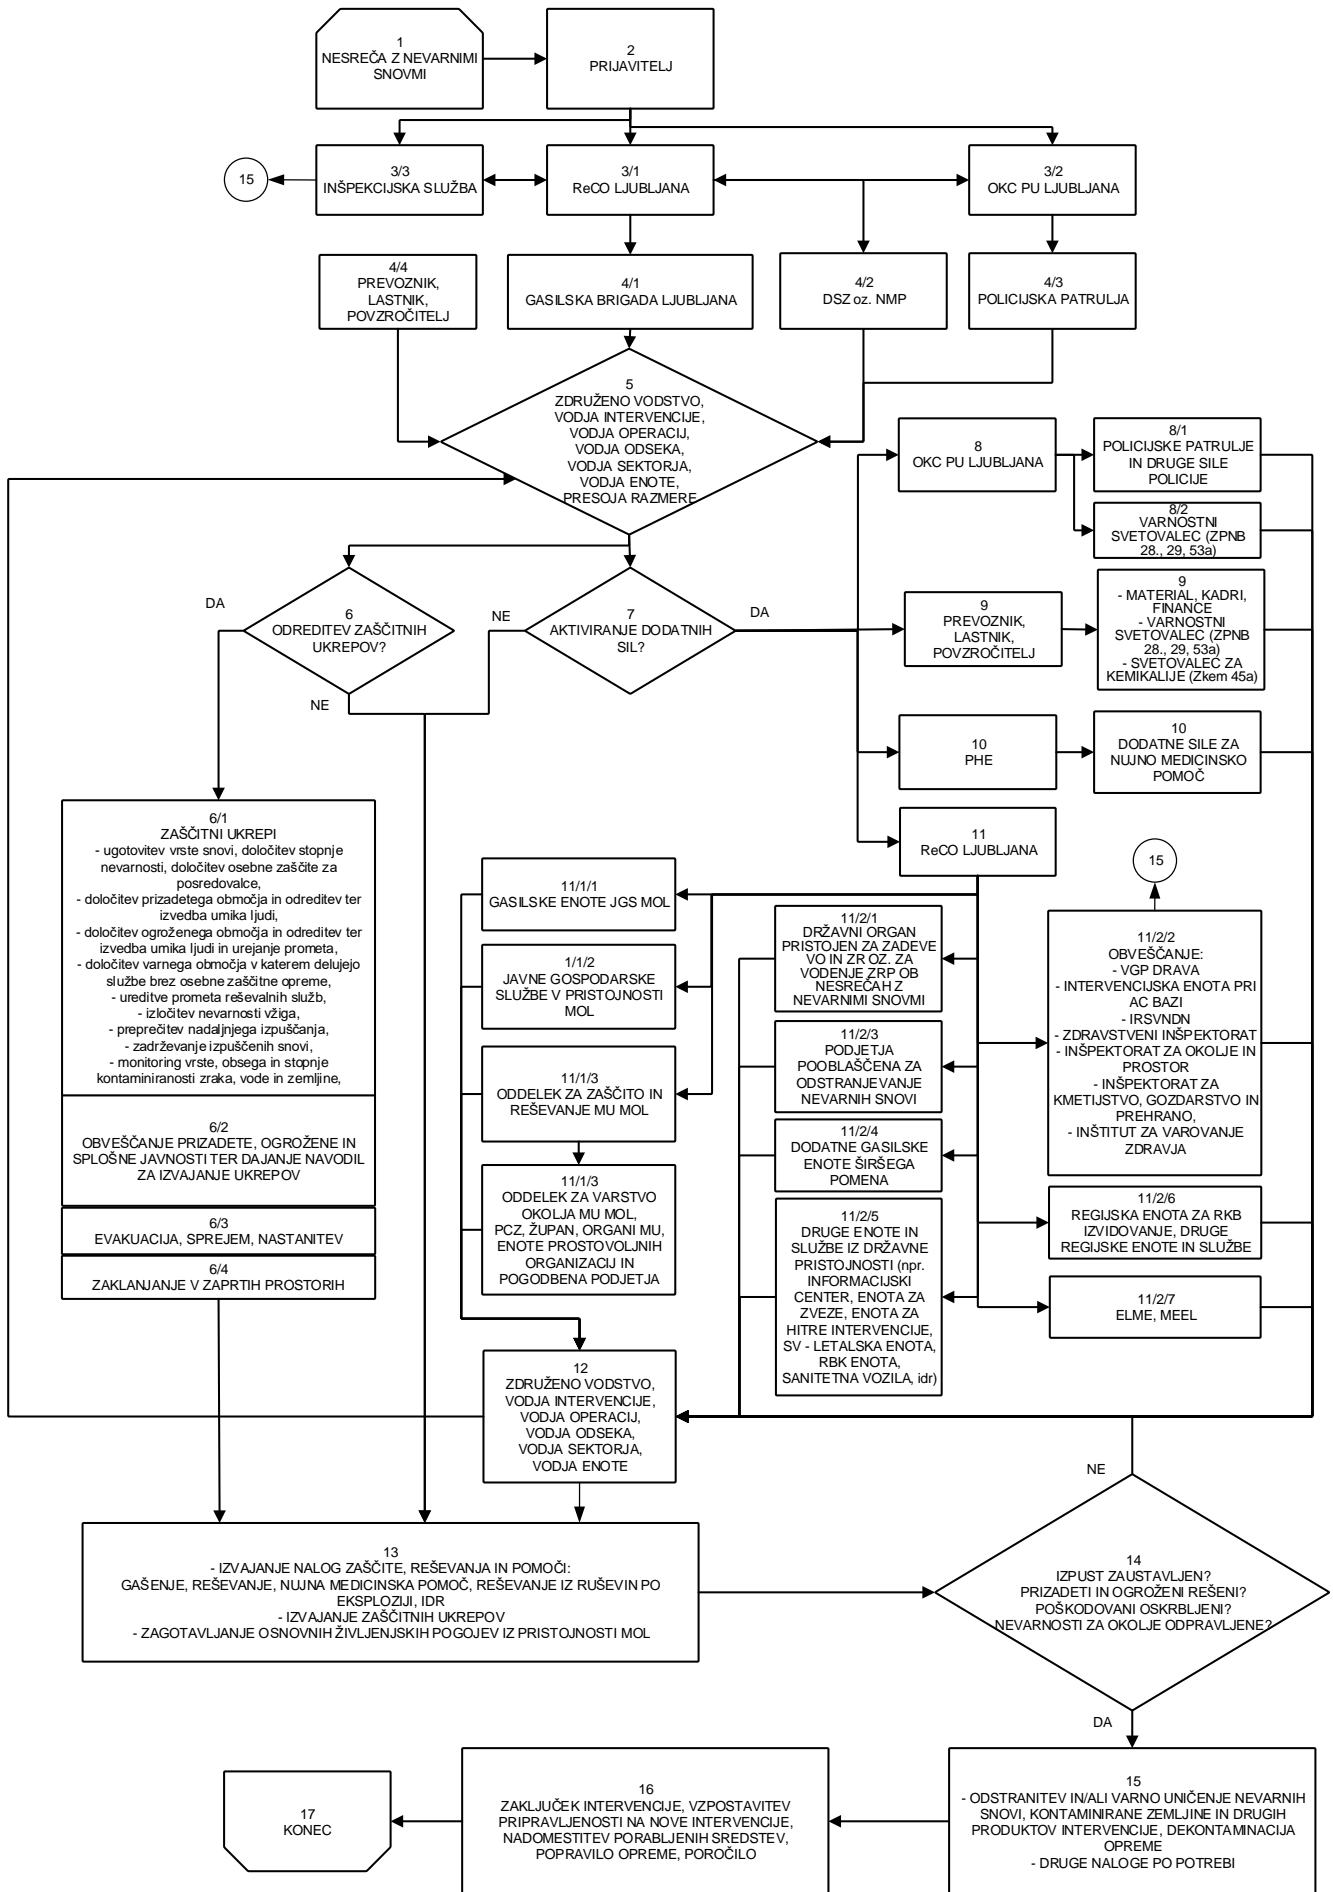 1
NESREČA Z NEVARNIMI
SNOVMI
2
PRIJAVITELJ
15
3/3
INŠPEKCIJSKA SLUŽBA
3/1
ReCO LJUBLJANA
3/2
OKC PU LJUBLJANA
4/4
PREVOZNIK,
LASTNIK,
POVZROČITELJ
4/1
GASILSKA BRIGADA LJUBLJANA
4/2
DSZ oz. NMP
4/3
POLICIJSKA PATRULJA
5
ZDRUŽENO VODSTVO,
VODJA INTERVENCIJE,
VODJA OPERACIJ,
VODJA ODSEKA,
VODJA SEKTORJA,
VODJA ENOTE,
PRESOJA RAZMERE
8
OKC PU LJUBLJANA
8/1
POLICIJSKE PATRULJE
IN DRUGE SILE
POLICIJE
8/2
VARNOSTNI
SVETOVALEC (ZPNB
28., 29, 53a)
DA
6
ODREDITEV ZAŠČITNIH
UKREPOV?
NE
NE
7
AKTIVIRANJE DODATNIH
SIL?
DA
9
PREVOZNIK,
LASTNIK,
POVZROČITELJ
9
- MATERIAL, KADRI,
FINANCE
- VARNOSTNI
SVETOVALEC (ZPNB
28., 29, 53a)
- SVETOVALEC ZA
KEMIKALIJE (Zkem 45a)
10
PHE
10
DODATNE SILE ZA
NUJNO MEDICINSKO
POMOČ
11
ReCO LJUBLJANA
15
6/1
ZAŠČITNI UKREPI
- ugotovitev vrste snovi, določitev stopnje
nevarnosti, določitev osebne zaščite za
posredovalce,
- določitev prizadetega območja in odreditev ter
izvedba umika ljudi,
- določitev ogroženega območja in odreditev ter
izvedba umika ljudi in urejanje prometa,
- določitev varnega območja v katerem delujejo
službe brez osebne zaščitne opreme,
- ureditve prometa reševalnih služb,
- izločitev nevarnosti vžiga,
- preprečitev nadaljnjega izpuščanja,
- zadrževanje izpuščenih snovi,
- monitoring vrste, obsega in stopnje
kontaminiranosti zraka, vode in zemljine,
6/2
OBVEŠČANJE PRIZADETE, OGROŽENE IN
SPLOŠNE JAVNOSTI TER DAJANJE NAVODIL
ZA IZVAJANJE UKREPOV
6/3
EVAKUACIJA, SPREJEM, NASTANITEV
6/4
ZAKLANJANJE V ZAPRTIH PROSTORIH
11/1/1
GASILSKE ENOTE JGS MOL
1/1/2
JAVNE GOSPODARSKE
SLUŽBE V PRISTOJNOSTI
MOL
11/1/3
ODDELEK ZA ZAŠČITO IN
REŠEVANJE MU MOL
11/1/3
ODDELEK ZA VARSTVO
OKOLJA MU MOL,
PCZ, ŽUPAN, ORGANI MU,
ENOTE PROSTOVOLJNIH
ORGANIZACIJ IN
POGODBENA PODJETJA
11/2/1
DRŽAVNI ORGAN
PRISTOJEN ZA ZADEVE
VO IN ZR OZ. ZA
VODENJE ZRP OB
NESREČAH Z
NEVARNIMI SNOVMI
11/2/3
PODJETJA
POOBLAŠČENA ZA
ODSTRANJEVANJE
NEVARNIH SNOVI
11/2/4
DODATNE GASILSKE
ENOTE ŠIRŠEGA
POMENA
11/2/5
DRUGE ENOTE IN
SLUŽBE IZ DRŽAVNE
PRISTOJNOSTI (npr.
INFORMACIJSKI
CENTER, ENOTA ZA
ZVEZE, ENOTA ZA
HITRE INTERVENCIJE,
SV - LETALSKA ENOTA,
RBK ENOTA,
SANITETNA VOZILA, idr)
11/2/2
OBVEŠČANJE:
- VGP DRAVA
- INTERVENCIJSKA ENOTA PRI
AC BAZI
- IRSVNDN
- ZDRAVSTVENI INŠPEKTORAT
- INŠPEKTORAT ZA OKOLJE IN
PROSTOR
- INŠPEKTORAT ZA
KMETIJSTVO, GOZDARSTVO IN
PREHRANO,
- INŠTITUT ZA VAROVANJE
ZDRAVJA
11/2/6
REGIJSKA ENOTA ZA RKB
IZVIDOVANJE, DRUGE
REGIJSKE ENOTE IN SLUŽBE
11/2/7
ELME, MEEL
12
ZDRUŽENO VODSTVO,
VODJA INTERVENCIJE,
VODJA OPERACIJ,
VODJA ODSEKA,
VODJA SEKTORJA,
VODJA ENOTE
NE
13
- IZVAJANJE NALOG ZAŠČITE, REŠEVANJA IN POMOČI:
GAŠENJE, REŠEVANJE, NUJNA MEDICINSKA POMOČ, REŠEVANJE IZ RUŠEVIN PO
EKSPLOZIJI, IDR
- IZVAJANJE ZAŠČITNIH UKREPOV
- ZAGOTAVLJANJE OSNOVNIH ŽIVLJENJSKIH POGOJEV IZ PRISTOJNOSTI MOL
14
IZPUST ZAUSTAVLJEN?
PRIZADETI IN OGROŽENI REŠENI?
POŠKODOVANI OSKRBLJENI?
NEVARNOSTI ZA OKOLJE ODPRAVLJENE?
DA
17
KONEC
16
ZAKLJUČEK INTERVENCIJE, VZPOSTAVITEV
PRIPRAVLJENOSTI NA NOVE INTERVENCIJE,
NADOMESTITEV PORABLJENIH SREDSTEV,
POPRAVILO OPREME, POROČILO
15
- ODSTRANITEV IN/ALI VARNO UNIČENJE NEVARNIH
SNOVI, KONTAMINIRANE ZEMLJINE IN DRUGIH
PRODUKTOV INTERVENCIJE, DEKONTAMINACIJA
OPREME
- DRUGE NALOGE PO POTREBI